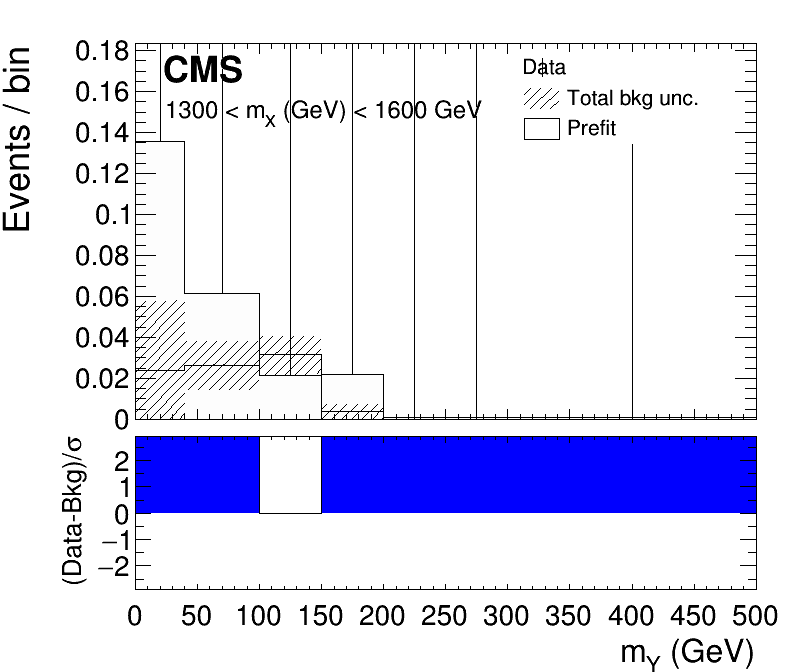 Events / bin
0.18
0.16
0.14
0.12
0.1
0.08
0.06
0.04
0.02
0
CMS
1300 < mX (GeV) < 1600 GeV
Data
Total bkg unc.
Prefit
(Data-Bkg)/σ
2
1
0
−1
−2
0 50 100 150 200 250 300 350 400 450 500
mY (GeV)